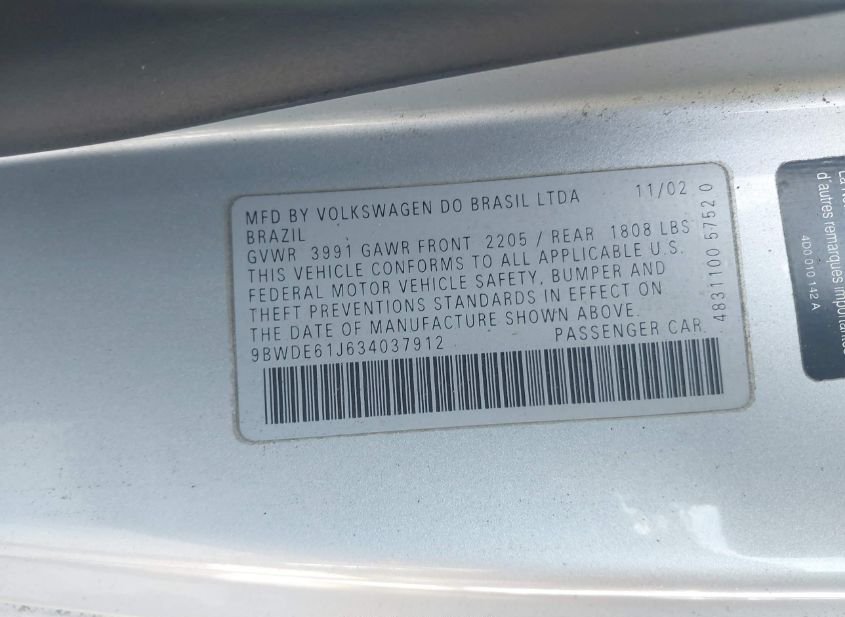 MFD BY VOLKSWAGEN DO BRASIL LTDA 11/02
BRAZIL
GVWR 3991 GAWR FRONT 2205 / REAR 1808 LBS
THIS VEHICLE CONFORMS TO ALL APPLICABLE U.S.
FEDERAL MOTOR VEHICLE SAFETY, BUMPER AND
THEFT PREVENTIONS STANDARDS IN EFFECT ON
THE DATE OF MANUFACTURE SHOWN ABOVE.
9BWDE61J634037912 PASSENGER CAR
4831100 5752 0
d'autres remarques importante
4D0 010 142 A